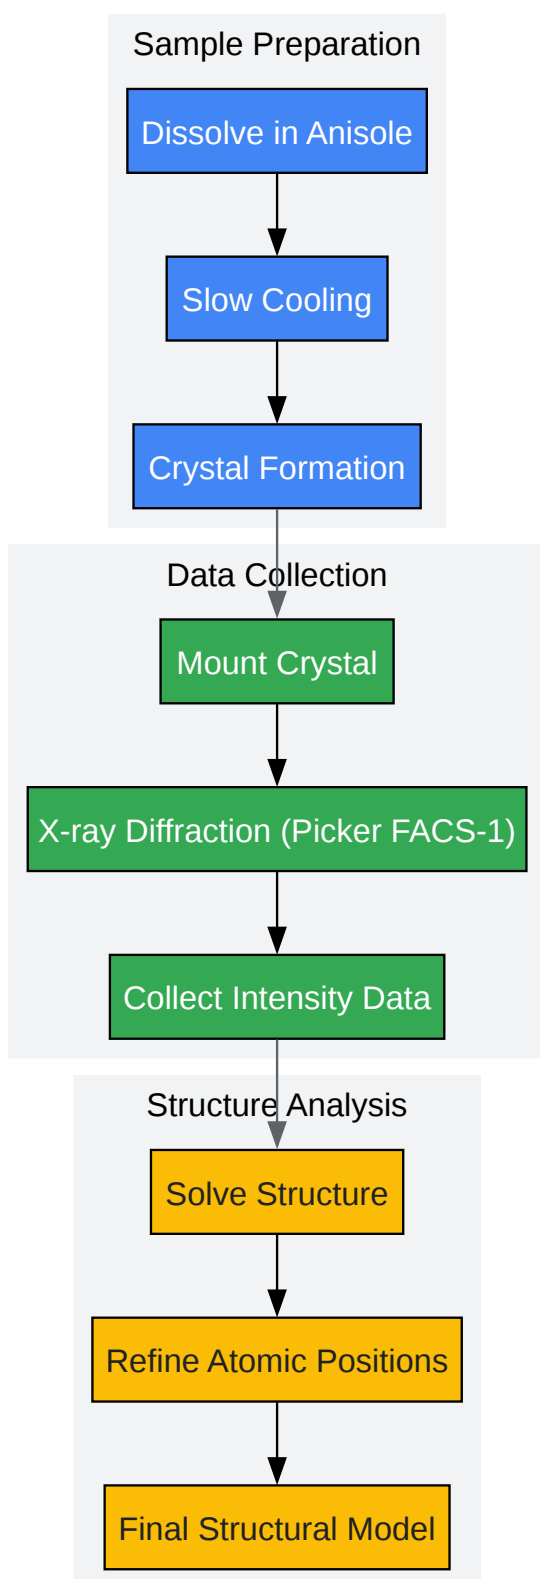 Sample Preparation
Dissolve in Anisole
Slow Cooling
Crystal Formation
Data Collection
Mount Crystal
X-ray Diffraction (Picker FACS-1)
Collect Intensity Data
Structure Analysis
Solve Structure
Refine Atomic Positions
Final Structural Model